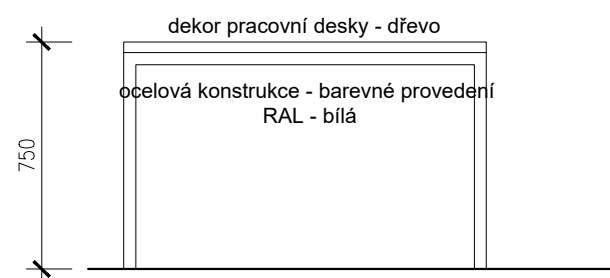 dekor pracovní desky - dřevo
ocelová konstrukce - barevné provedení
RAL - bílá
750